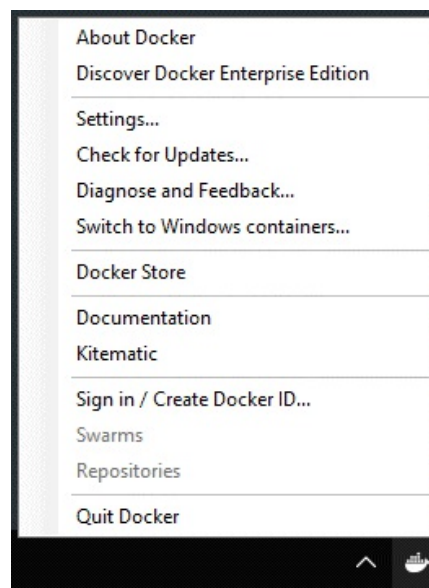 About Docker
Discover Docker Enterprise Edition
Settings...
Check for Updates...
Diagnose and Feedback...
Switch to Windows containers...
Docker Store
Documentation
Kitematic
Sign in / Create Docker ID...
Swarms
Repositories
Quit Docker